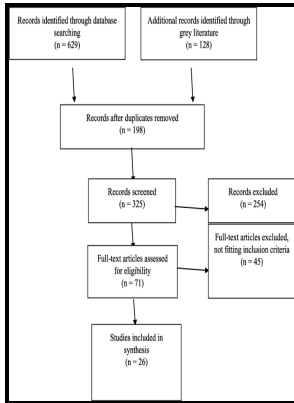 Records identified through database
searching
(n = 629)
Additional records identified through
grey literature
(n = 128)
Records after duplicates removed
(n = 198)
Records screened
(n = 325)
Records excluded
(n = 254)
Full-text articles assessed
for eligibility
(n = 71)
Full-text articles excluded,
not fitting inclusion criteria
(n = 45)
Studies included in
synthesis
(n = 26)